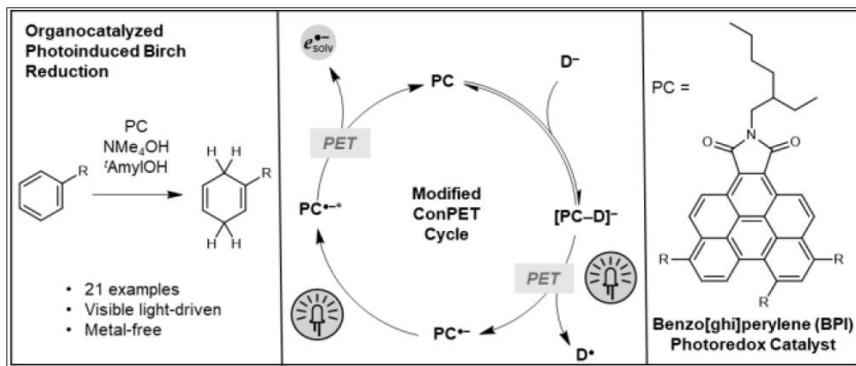 Organocatalyzed
Photoinduced Birch
Reduction
PC
NMe₄OH
ᵗAmylOH
R
H H
R
H H
• 21 examples
• Visible light-driven
• Metal-free
e•–
solv
PC
D–
PET
Modified
ConPET
Cycle
PC•–*
[PC–D]–
PET
PC•–
D•
PC =
N
O O
R R
R
Benzo[ghi]perylene (BPI)
Photoredox Catalyst